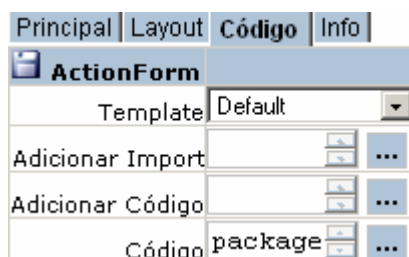 Principal Layout Código Info
ActionForm
Template Default
Adicionar Import ...
Adicionar Código ...
Código package ...